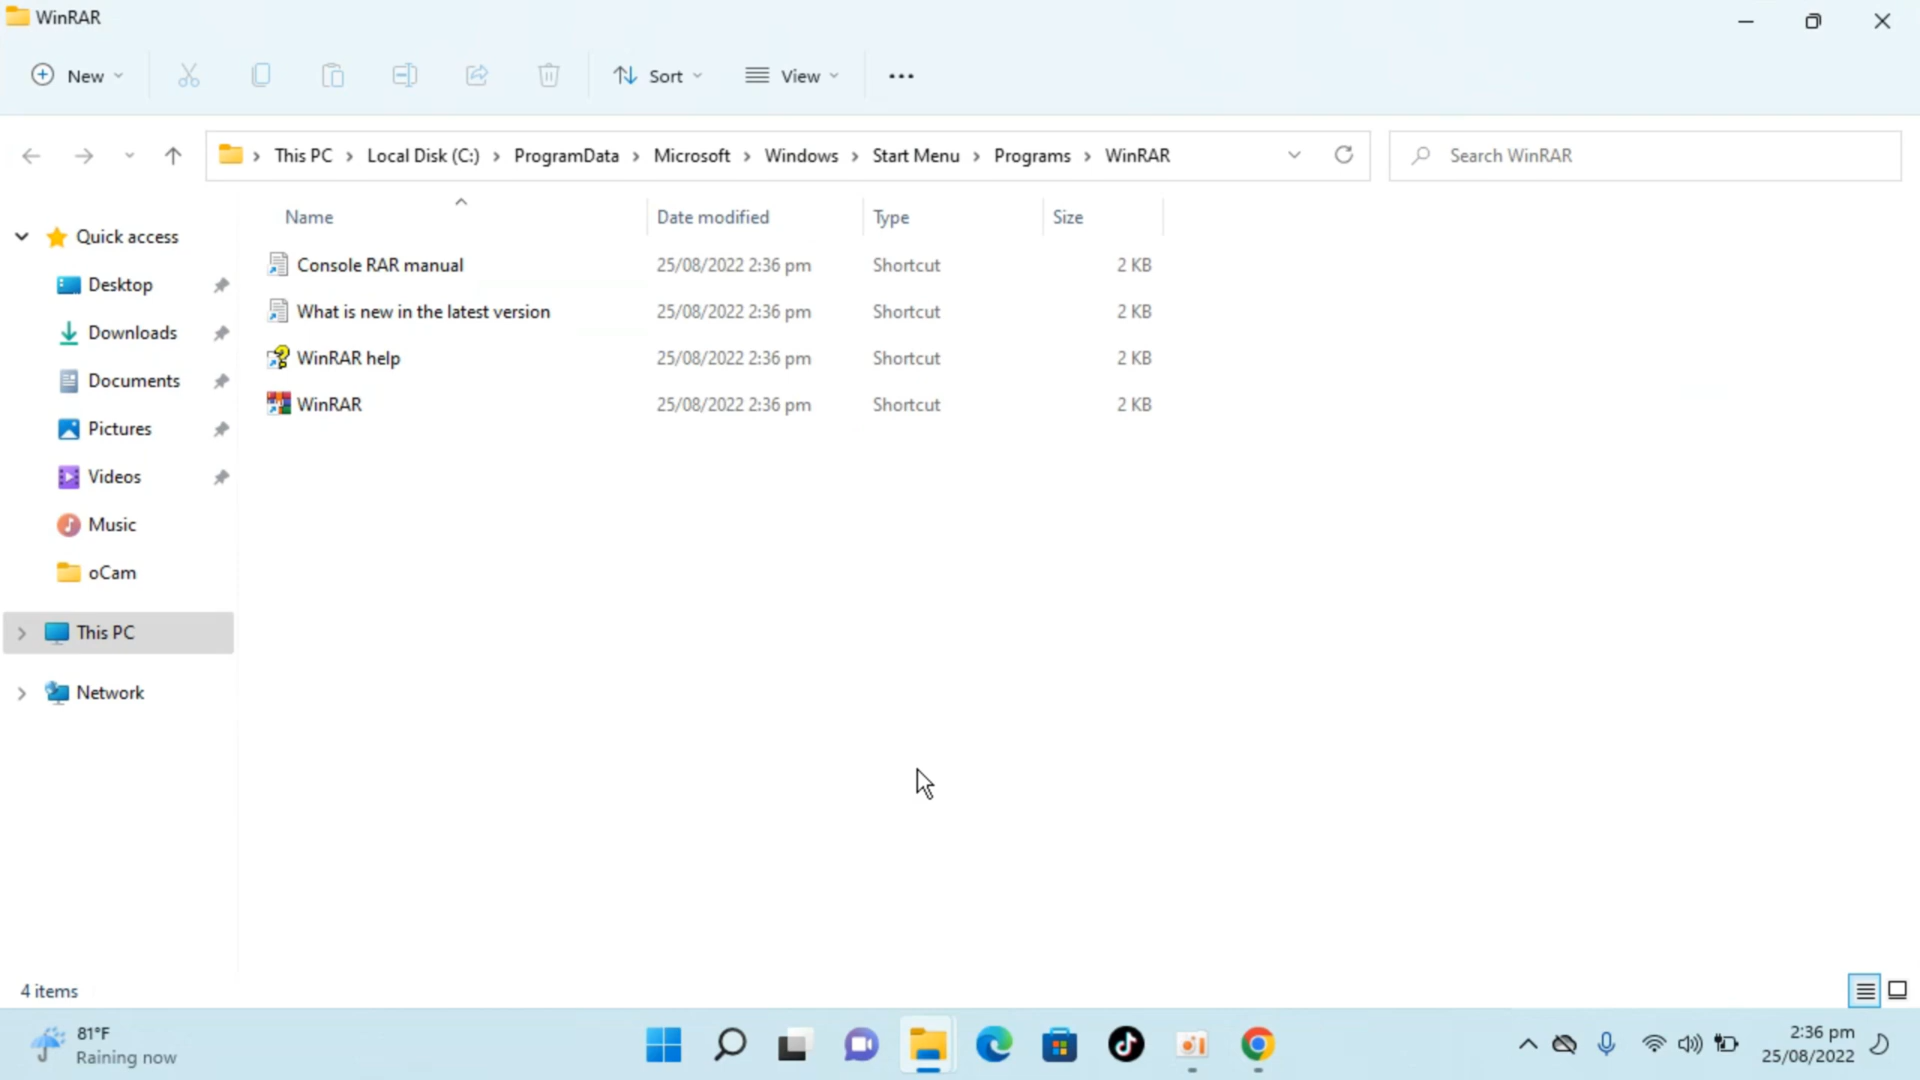 WinRAR
New
Sort
View
This PC
Local Disk (C:)
ProgramData
Microsoft
Windows
Start Menu
Programs
WinRAR
Search WinRAR
Name
Date modified
Type
Size
Console RAR manual 25/08/2022 2:36 pm Shortcut 2 KB
What is new in the latest version 25/08/2022 2:36 pm Shortcut 2 KB
WinRAR help 25/08/2022 2:36 pm Shortcut 2 KB
WinRAR 25/08/2022 2:36 pm Shortcut 2 KB
Quick access
Desktop
Downloads
Documents
Pictures
Videos
Music
oCam
This PC
Network
4 items
81°F
Raining now
2:36 pm
25/08/2022